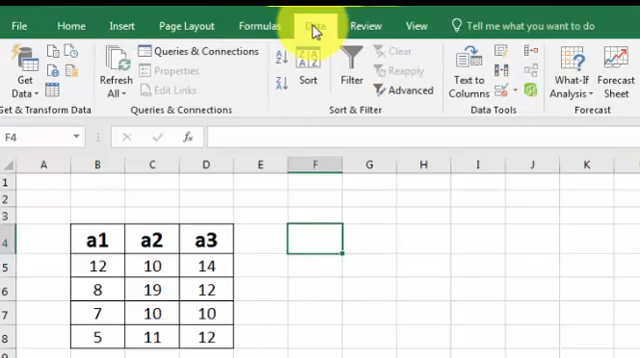 File Home Insert Page Layout Formulas Data Review View Tell me what you want to do
Get Data
Refresh All
Queries & Connections
Properties
Edit Links
Sort
Filter
Clear
Reapply
Advanced
Text to Columns
What-If Analysis
Forecast Sheet
Get & Transform Data Queries & Connections Sort & Filter Data Tools Forecast
F4 fx
A B C D E F G H I J K
1
2
3
4 a1 a2 a3
5 12 10 14
6 8 19 12
7 7 10 10
8 5 11 12